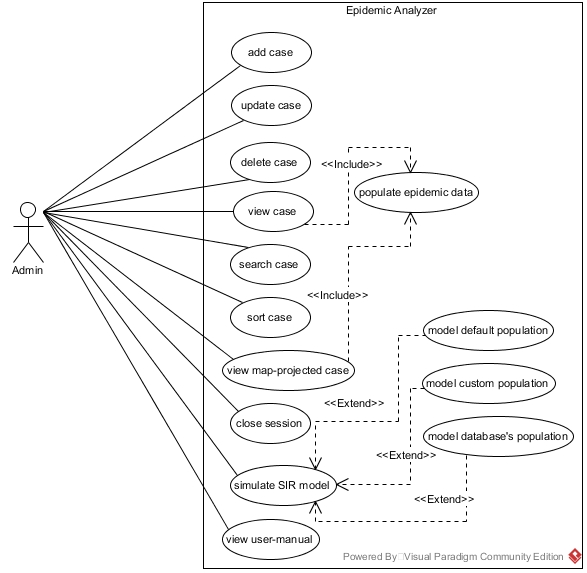 Epidemic Analyzer
add case
update case
delete case
<<Include>>
populate epidemic data
view case
Admin
search case
<<Include>>
sort case
model default population
view map-projected case
model custom population
<<Extend>>
close session
model database's population
<<Extend>>
simulate SIR model
<<Extend>>
view user-manual
Powered By Visual Paradigm Community Edition